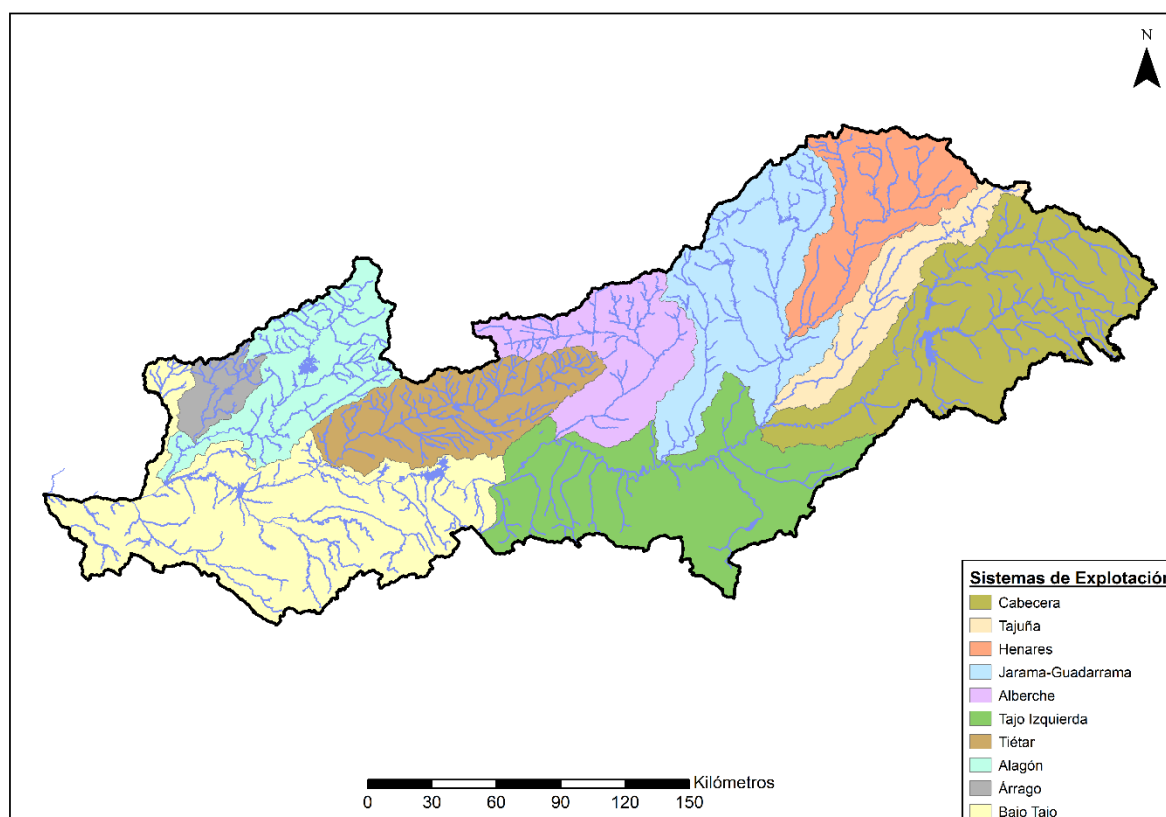 N
Sistemas de Explotación
Cabecera
Tajuña
Henares
Jarama-Guadarrama
Alberche
Tajo Izquierda
Tiétar
Alagón
Árrago
Bajo Tajo
Kilómetros
0 30 60 90 120 150